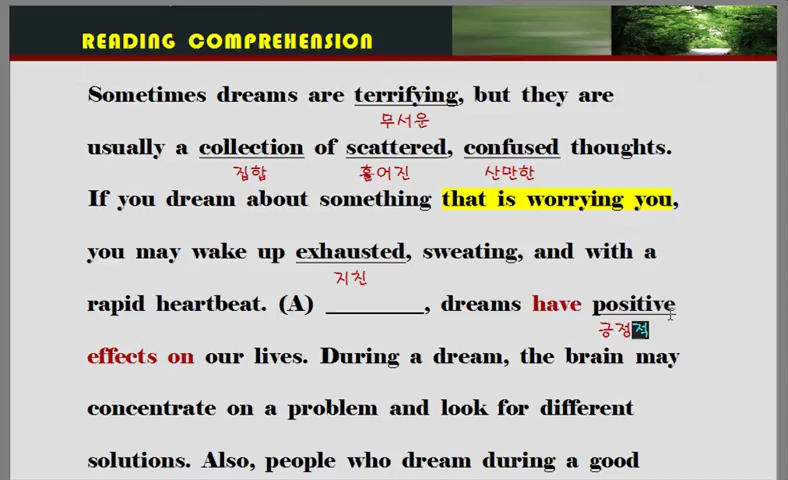 READING COMPREHENSION
Sometimes dreams are terrifying, but they are
무서운
usually a collection of scattered, confused thoughts.
집합 흩어진 산만한
If you dream about something that is worrying you,
you may wake up exhausted, sweating, and with a
지친
rapid heartbeat. (A) ________, dreams have positive
긍정적
effects on our lives. During a dream, the brain may
concentrate on a problem and look for different
solutions. Also, people who dream during a good